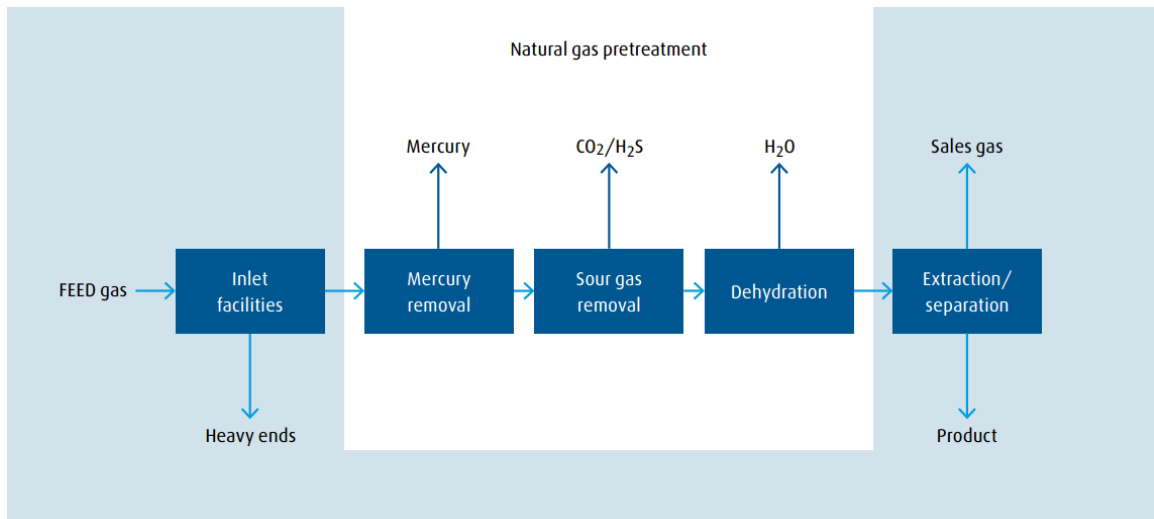 Natural gas pretreatment
Mercury
CO₂/H₂S
H₂O
Sales gas
FEED gas
Inlet
facilities
Mercury
removal
Sour gas
removal
Dehydration
Extraction/
separation
Heavy ends
Product